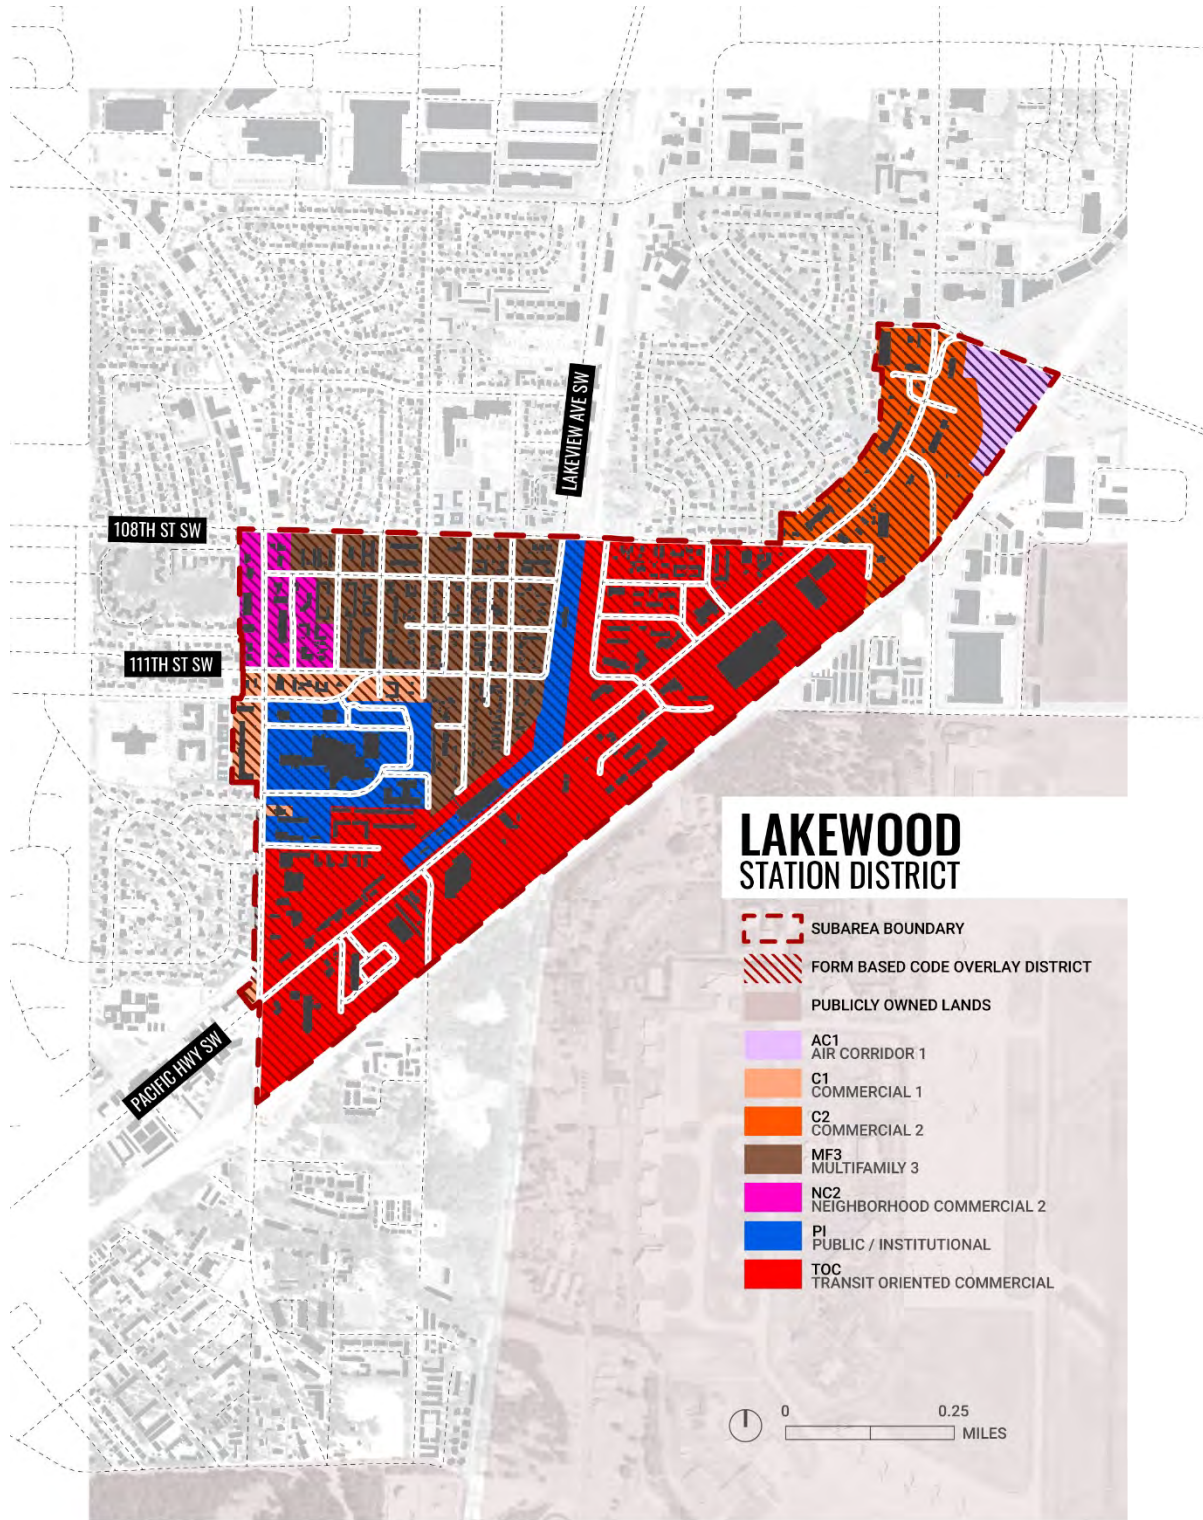 LAKEVIEW AVE SW
108TH ST SW
111TH ST SW
PACIFIC HWY SW
LAKEWOOD
STATION DISTRICT
SUBAREA BOUNDARY
FORM BASED CODE OVERLAY DISTRICT
PUBLICLY OWNED LANDS
AC1
AIR CORRIDOR 1
C1
COMMERCIAL 1
C2
COMMERCIAL 2
MF3
MULTIFAMILY 3
NC2
NEIGHBORHOOD COMMERCIAL 2
PI
PUBLIC / INSTITUTIONAL
TOC
TRANSIT ORIENTED COMMERCIAL
0 0.25
MILES